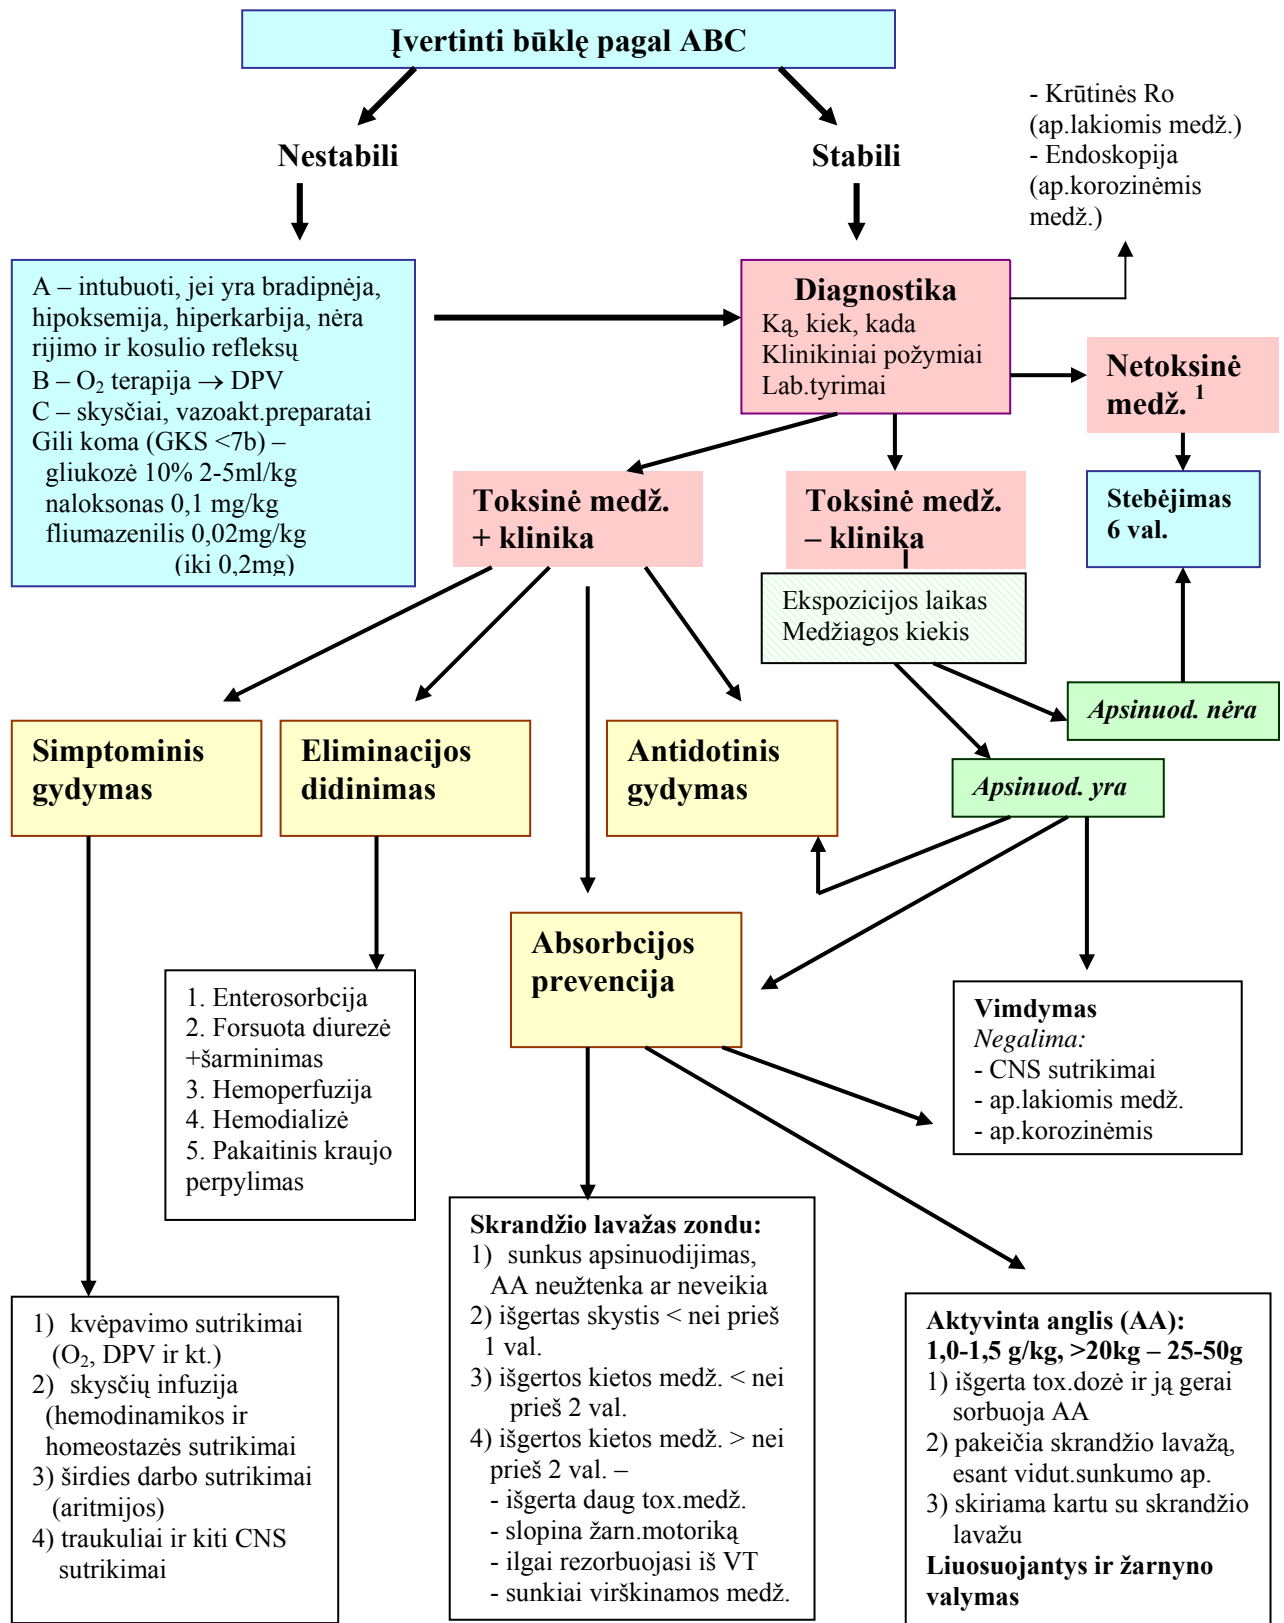 Įvertinti būklę pagal ABC
Nestabili
Stabili
- Krūtinės Ro
(ap.lakiomis medž.)
- Endoskopija
(ap.korozinėmis
medž.)
A – intubuoti, jei yra bradipnėja,
hipoksemija, hiperkarbija, nėra
rijimo ir kosulio refleksų
B – O₂ terapija → DPV
C – skysčiai, vazoakt.preparatai
Gili koma (GKS <7b) –
gliukozė 10% 2-5ml/kg
naloksonas 0,1 mg/kg
fliumazenilis 0,02mg/kg
(iki 0,2mg)
Diagnostika
Ką, kiek, kada
Klinikiniai požymiai
Lab.tyrimai
Netoksinė
medž. ¹
Toksinė medž.
+ klinika
Toksinė medž.
– klinika
Stebėjimas
6 val.
Ekspozicijos laikas
Medžiagos kiekis
Apsinuod. nėra
Simptominis
gydymas
Eliminacijos
didinimas
Antidotinis
gydymas
Apsinuod. yra
Absorbcijos
prevencija
1. Enterosorbcija
2. Forsuota diurezė
+šarminimas
3. Hemoperfuzija
4. Hemodializė
5. Pakaitinis kraujo
perpylimas
Vimdymas
Negalima:
- CNS sutrikimai
- ap.lakiomis medž.
- ap.korozinėmis
Skrandžio lavažas zondu:
1) sunkus apsinuodijimas,
AA neužtenka ar neveikia
2) išgertas skystis < nei prieš
1 val.
3) išgertos kietos medž. < nei
prieš 2 val.
4) išgertos kietos medž. > nei
prieš 2 val. –
- išgerta daug tox.medž.
- slopina žarn.motoriką
- ilgai rezorbuojasi iš VT
- sunkiai virškinamos medž.
1) kvėpavimo sutrikimai
(O₂, DPV ir kt.)
2) skysčių infuzija
(hemodinamikos ir
homeostazės sutrikimai
3) širdies darbo sutrikimai
(aritmijos)
4) traukuliai ir kiti CNS
sutrikimai
Aktyvinta anglis (AA):
1,0-1,5 g/kg, >20kg – 25-50g
1) išgerta tox.dozė ir ją gerai
sorbuoja AA
2) pakeičia skrandžio lavažą,
esant vidut.sunkumo ap.
3) skiriama kartu su skrandžio
lavažu
Liuosuojantys ir žarnyno
valymas